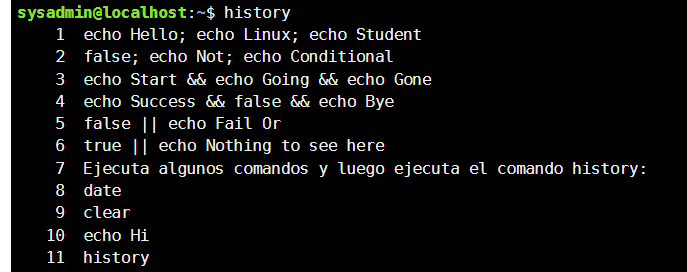 sysadmin@localhost:~$ history
1 echo Hello; echo Linux; echo Student
2 false; echo Not; echo Conditional
3 echo Start && echo Going && echo Gone
4 echo Success && false && echo Bye
5 false || echo Fail Or
6 true || echo Nothing to see here
7 Ejecuta algunos comandos y luego ejecuta el comando history:
8 date
9 clear
10 echo Hi
11 history